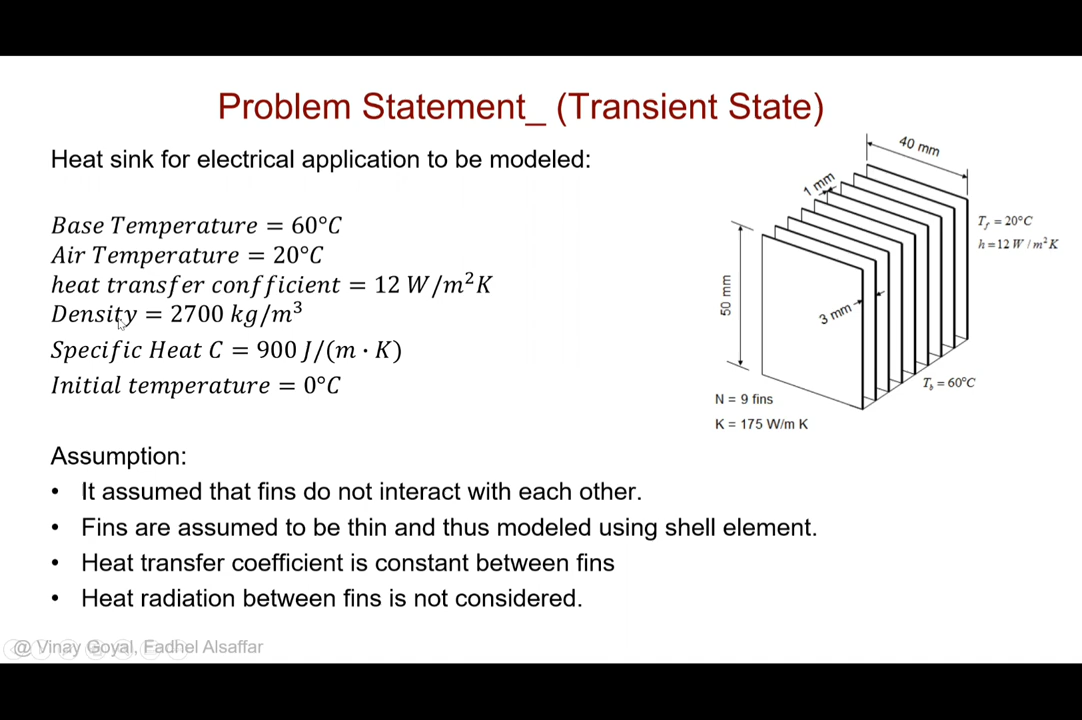 Problem Statement_ (Transient State)
Heat sink for electrical application to be modeled:
Base Temperature = 60°C
Air Temperature = 20°C
heat transfer confficient = 12 W/m²K
Density = 2700 kg/m³
Specific Heat C = 900 J/(m · K)
Initial temperature = 0°C
40 mm
1 mm
T_f = 20°C
h = 12 W / m²K
50 mm
3 mm
T_b = 60°C
N = 9 fins
K = 175 W/m K
Assumption:
• It assumed that fins do not interact with each other.
• Fins are assumed to be thin and thus modeled using shell element.
• Heat transfer coefficient is constant between fins
• Heat radiation between fins is not considered.
@ Vinay Goyal, Fadhel Alsaffar